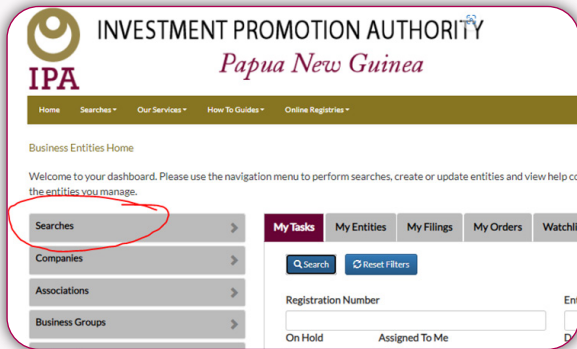 INVESTMENT PROMOTION AUTHORITY
Papua New Guinea
IPA
Home Searches Our Services How To Guides Online Registries
Business Entities Home
Welcome to your dashboard. Please use the navigation menu to perform searches, create or update entities and view help
the entities you manage.
Searches
Companies
Associations
Business Groups
My Tasks My Entities My Filings My Orders
Search Reset Filters
Registration Number
On Hold Assigned To Me